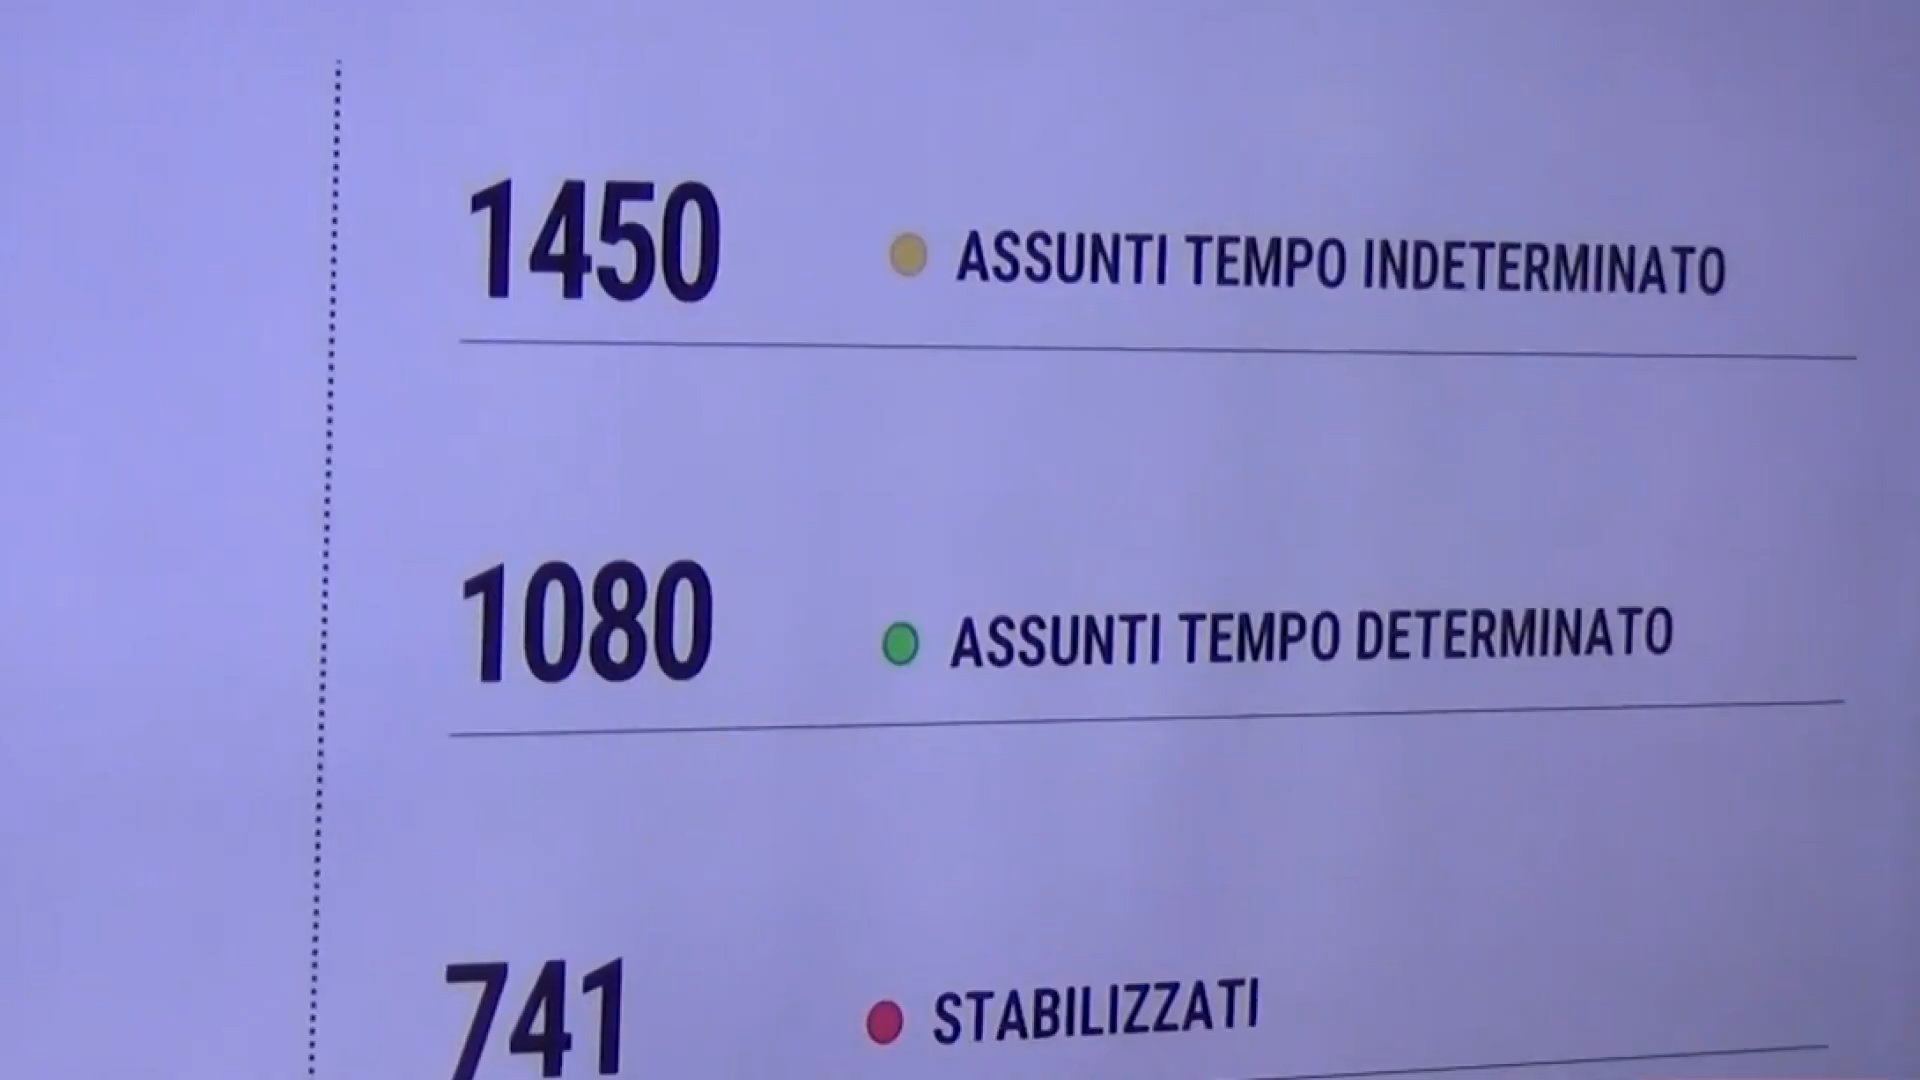 1450 ASSUNTI TEMPO INDETERMINATO
1080 ASSUNTI TEMPO DETERMINATO
741 STABILIZZATI